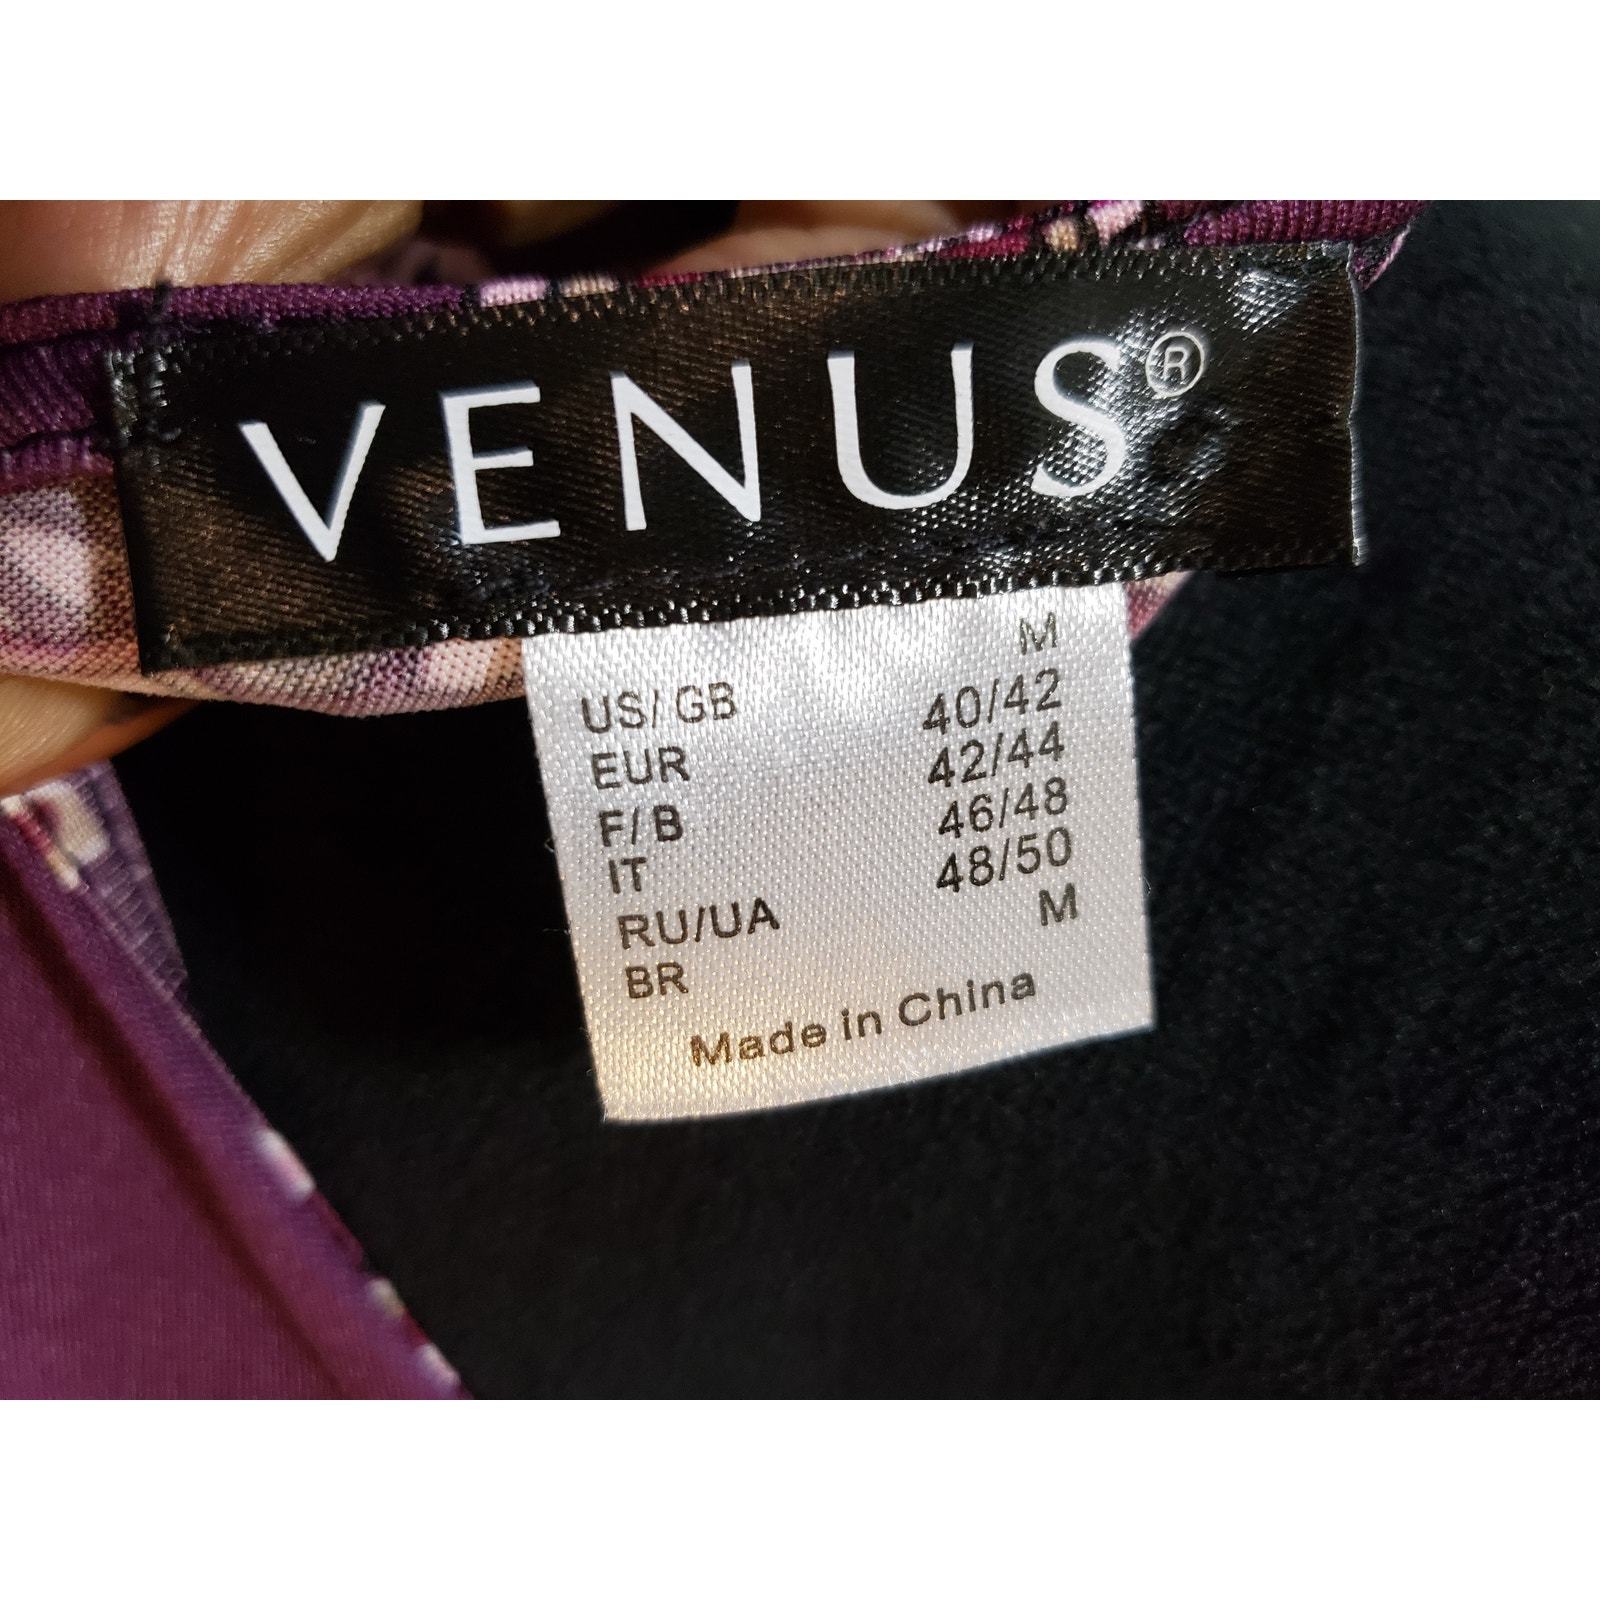 VENUS®
M
US/GB 40/42
EUR 42/44
F/B 46/48
IT 48/50
RU/UA M
BR
Made in China